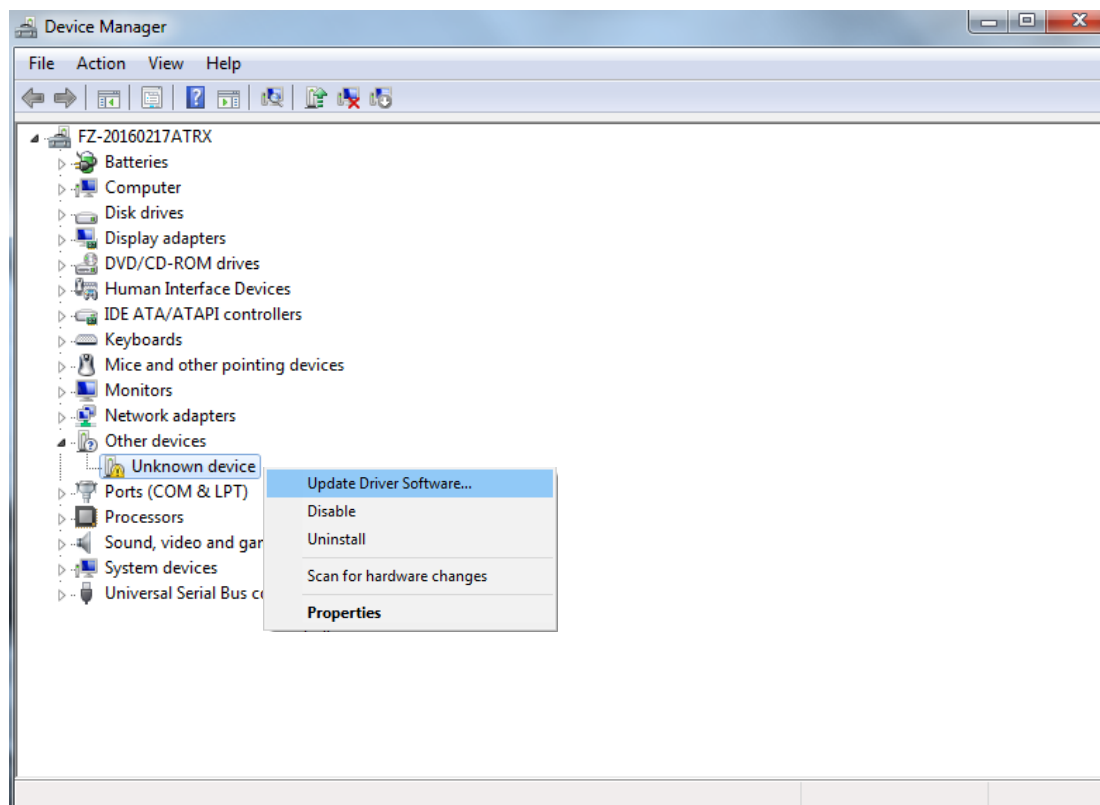 Device Manager
File Action View Help
FZ-20160217ATRX
Batteries
Computer
Disk drives
Display adapters
DVD/CD-ROM drives
Human Interface Devices
IDE ATA/ATAPI controllers
Keyboards
Mice and other pointing devices
Monitors
Network adapters
Other devices
Unknown device
Update Driver Software...
Ports (COM & LPT)
Disable
Processors
Uninstall
Sound, video and gar
System devices
Scan for hardware changes
Universal Serial Bus c
Properties